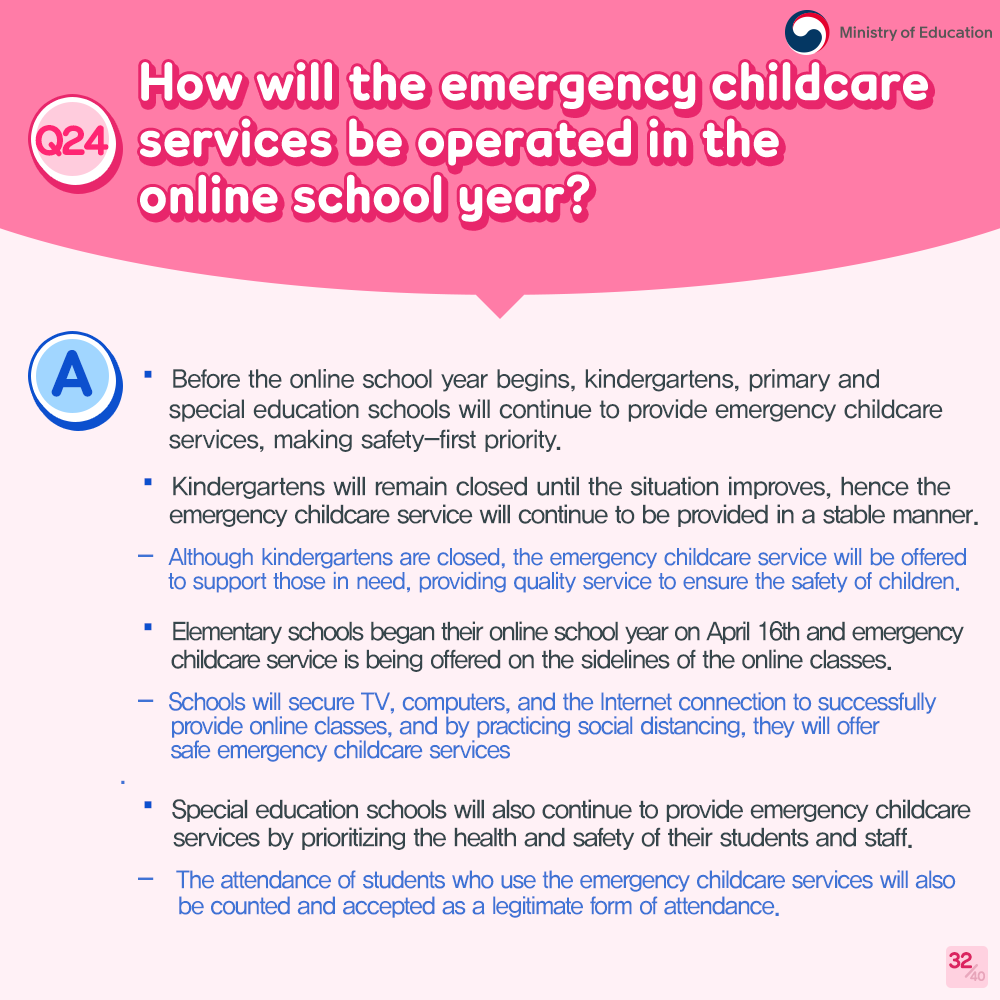 Ministry of Education
How will the emergency childcare
Q24
services be operated in the
online school year?
A
▪ Before the online school year begins, kindergartens, primary and
special education schools will continue to provide emergency childcare
services, making safety–first priority.
▪ Kindergartens will remain closed until the situation improves, hence the
emergency childcare service will continue to be provided in a stable manner.
– Although kindergartens are closed, the emergency childcare service will be offered
to support those in need, providing quality service to ensure the safety of children.
▪ Elementary schools began their online school year on April 16th and emergency
childcare service is being offered on the sidelines of the online classes.
– Schools will secure TV, computers, and the Internet connection to successfully
provide online classes, and by practicing social distancing, they will offer
safe emergency childcare services
.
▪ Special education schools will also continue to provide emergency childcare
services by prioritizing the health and safety of their students and staff.
– The attendance of students who use the emergency childcare services will also
be counted and accepted as a legitimate form of attendance.
32/40